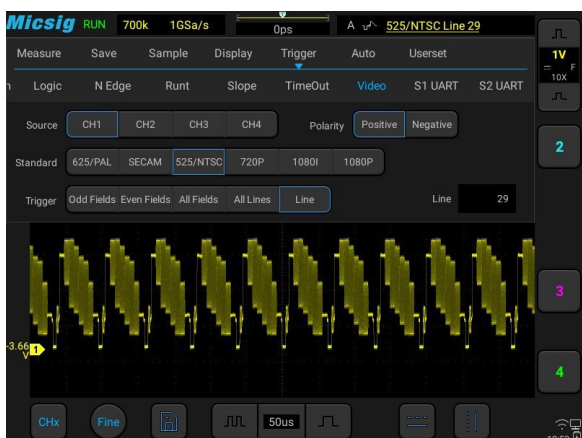 Micsig RUN 700k 1GSa/s 0ps A 525/NTSC Line 29
Measure Save Sample Display Trigger Auto Userset
Logic N Edge Runt Slope TimeOut Video S1 UART S2 UART
1V
F
10X
Source CH1 CH2 CH3 CH4 Polarity Positive Negative
2
Standard 625/PAL SECAM 525/NTSC 720P 1080I 1080P
Trigger Odd Fields Even Fields All Fields All Lines Line Line 29
3
-3.66
V
1
4
CHx Fine 50us